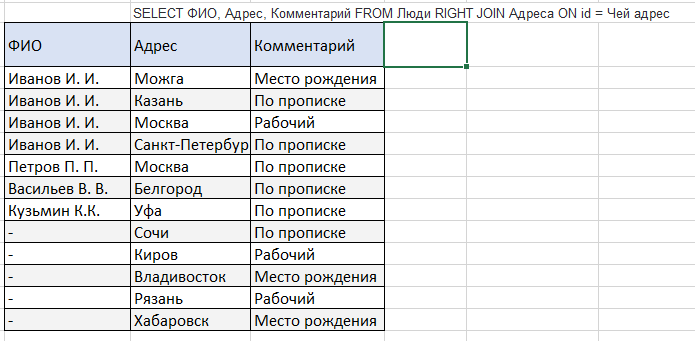 SELECT ФИО, Адрес, Комментарий FROM Люди RIGHT JOIN Адреса ON id = Чей адрес
ФИО Адрес Комментарий
Иванов И. И. Можга Место рождения
Иванов И. И. Казань По прописке
Иванов И. И. Москва Рабочий
Иванов И. И. Санкт-Петербур По прописке
Петров П. П. Москва По прописке
Васильев В. В. Белгород По прописке
Кузьмин К.К. Уфа По прописке
- Сочи По прописке
- Киров Рабочий
- Владивосток Место рождения
- Рязань Рабочий
- Хабаровск Место рождения